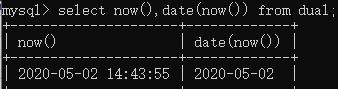 mysql> select now(),date(now()) from dual;
+---------------------+-------------+
| now()               | date(now()) |
+---------------------+-------------+
| 2020-05-02 14:43:55 | 2020-05-02  |